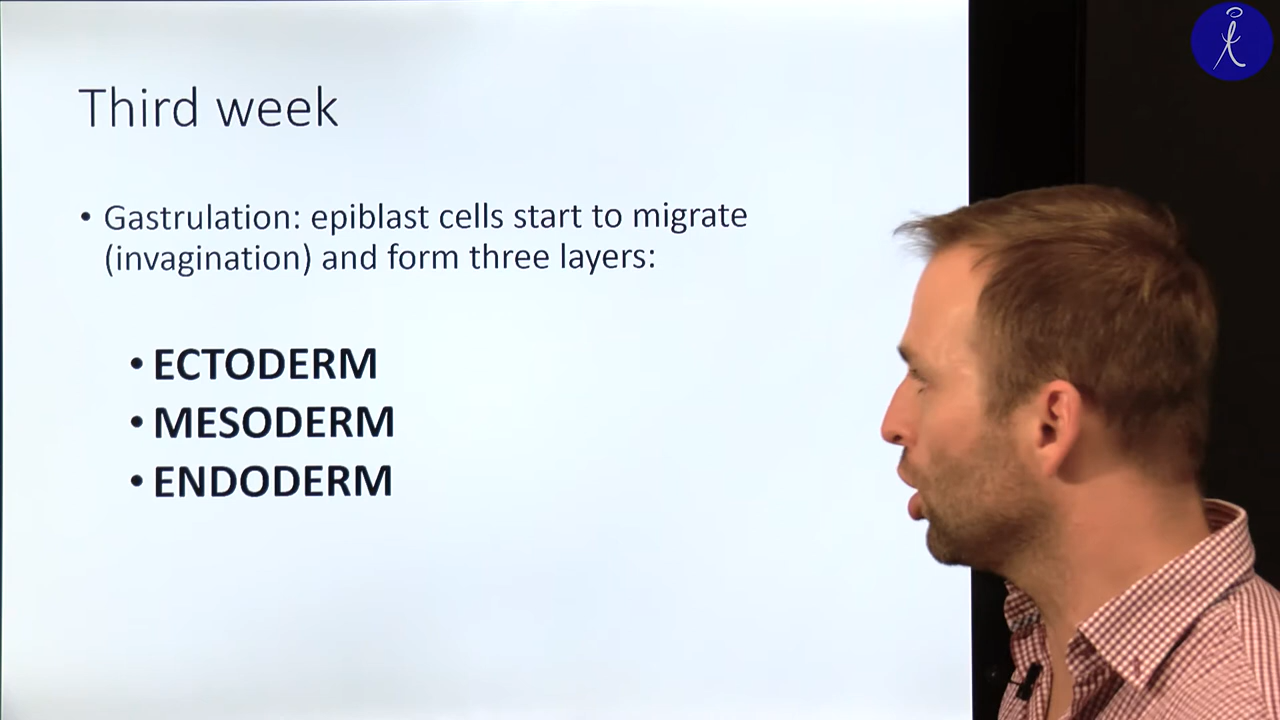 Third week
• Gastrulation: epiblast cells start to migrate
(invagination) and form three layers:
• ECTODERM
• MESODERM
• ENDODERM